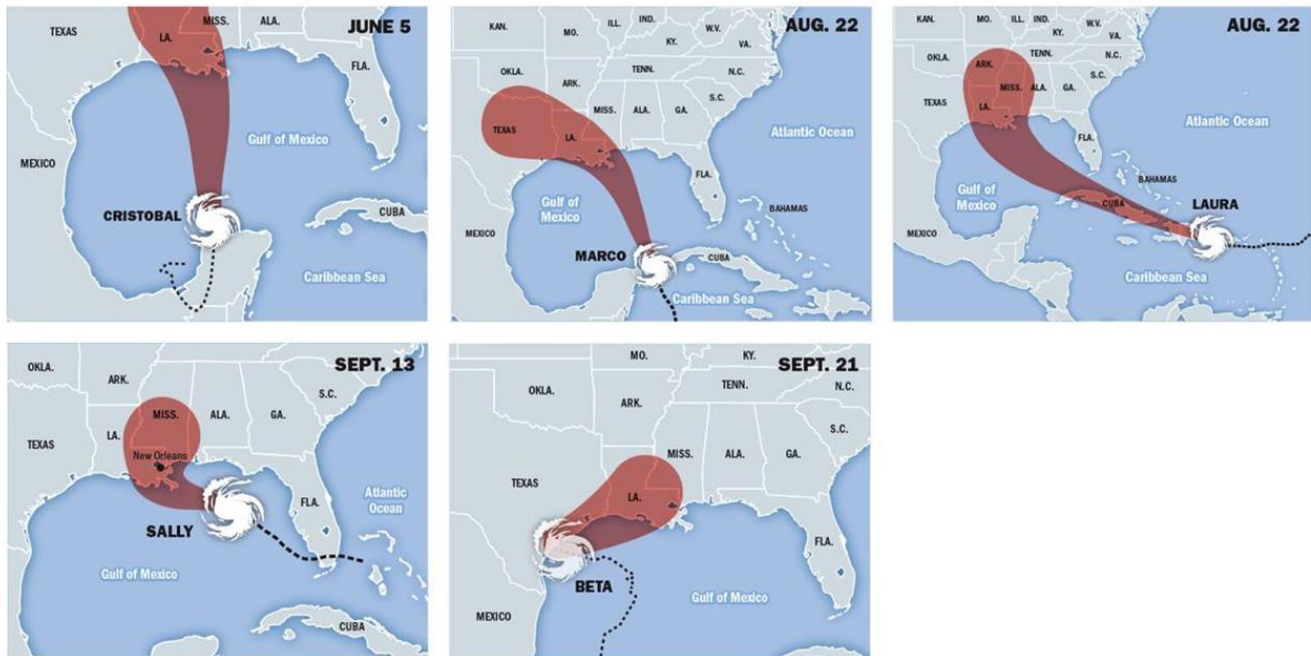 JUNE 5
TEXAS
LA.
MISS.
ALA.
FLA.
Gulf of Mexico
MEXICO
CRISTOBAL
CUBA
Caribbean Sea
AUG. 22
KAN.
MO.
ILL.
IND.
W.V.
KY.
VA.
OKLA.
TENN.
N.C.
ARK.
S.C.
MISS.
ALA.
GA.
TEXAS
LA.
Atlantic Ocean
FLA.
Gulf of
Mexico
BAHAMAS
MEXICO
MARCO
CUBA
Caribbean Sea
AUG. 22
KAN.
MO.
ILL.
IND.
W.V.
KY.
VA.
OKLA.
ARK.
TENN.
N.C.
S.C.
TEXAS
LA.
MISS.
ALA.
GA.
Atlantic Ocean
FLA.
BAHAMAS
Gulf of
Mexico
CUBA
LAURA
MEXICO
Caribbean Sea
SEPT. 13
OKLA.
ARK.
S.C.
MISS.
ALA.
GA.
TEXAS
LA.
New Orleans
FLA.
Atlantic
Ocean
SALLY
Gulf of Mexico
CUBA
SEPT. 21
MO.
KY.
OKLA.
TENN.
N.C.
ARK.
S.C.
MISS.
ALA.
GA.
TEXAS
LA.
FLA.
BETA
Gulf of Mexico
MEXICO
CUBA